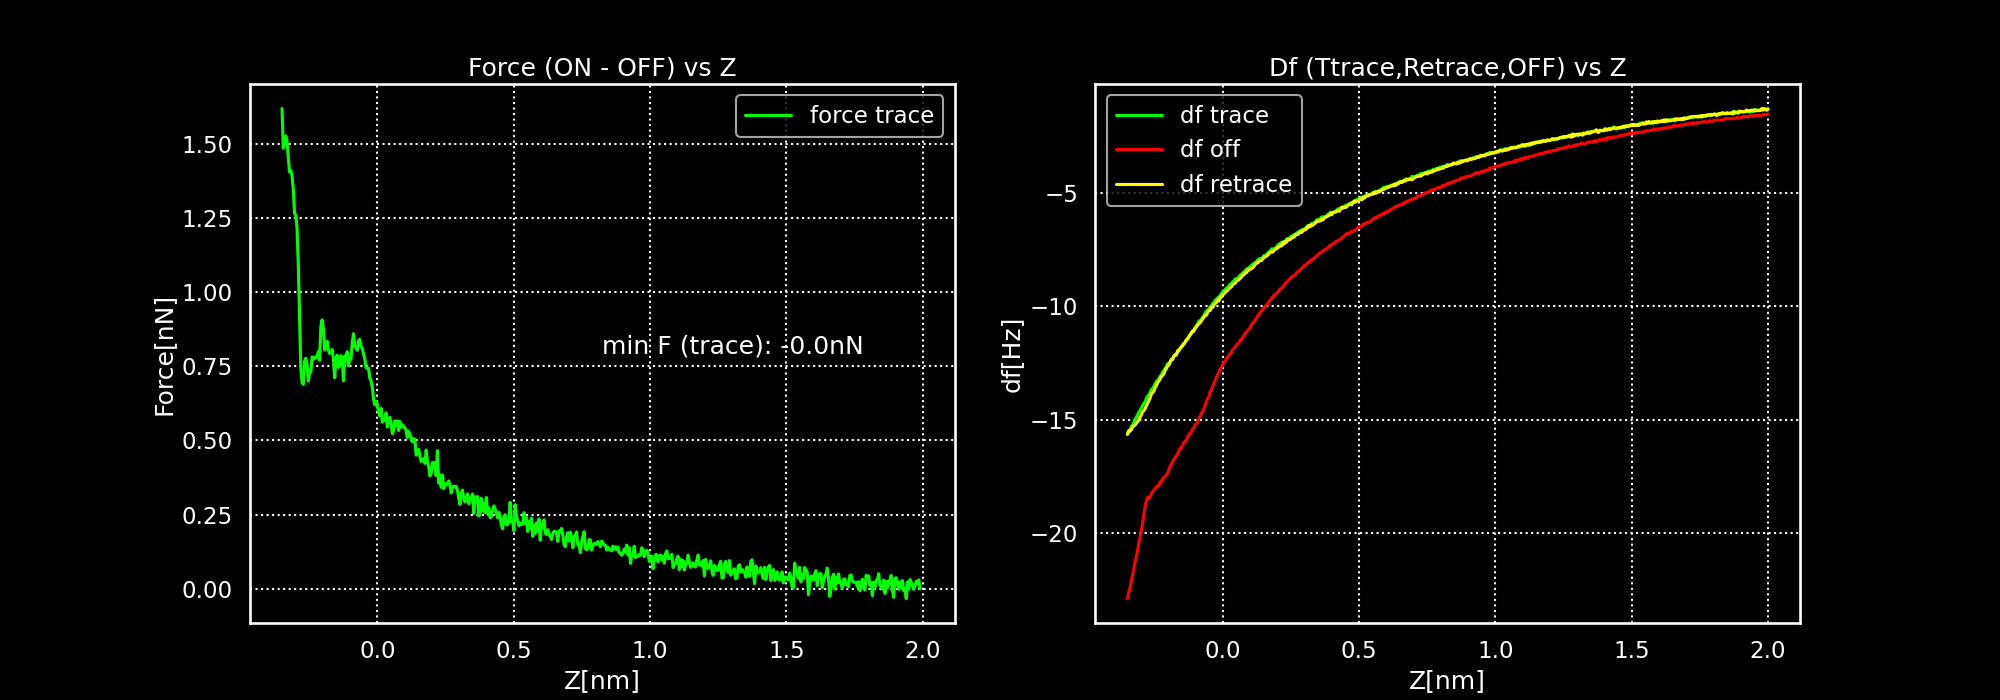 Force (ON - OFF) vs Z
force trace
min F (trace): -0.0nN
Force[nN]
1.50
1.25
1.00
0.75
0.50
0.25
0.00
0.0 0.5 1.0 1.5 2.0
Z[nm]
Df (Ttrace,Retrace,OFF) vs Z
df trace
df off
df retrace
df[Hz]
−5
−10
−15
−20
0.0 0.5 1.0 1.5 2.0
Z[nm]